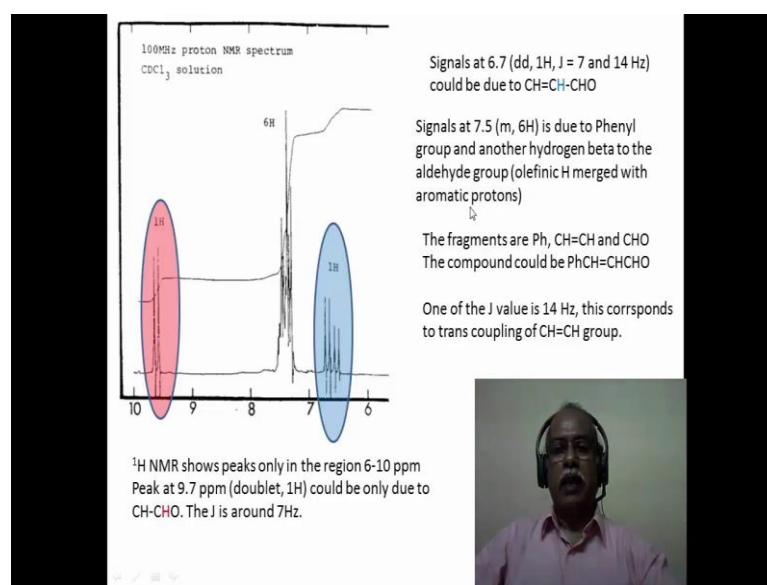 100MHz proton NMR spectrum
CDCl3 solution
6H
1H
1H
10 9 8 7 6
Signals at 6.7 (dd, 1H, J = 7 and 14 Hz)
could be due to CH=CH-CHO
Signals at 7.5 (m, 6H) is due to Phenyl
group and another hydrogen beta to the
aldehyde group (olefinic H merged with
aromatic protons)
The fragments are Ph, CH=CH and CHO
The compound could be PhCH=CHCHO
One of the J value is 14 Hz, this corrsponds
to trans coupling of CH=CH group.
1H NMR shows peaks only in the region 6-10 ppm
Peak at 9.7 ppm (doublet, 1H) could be only due to
CH-CHO. The J is around 7Hz.